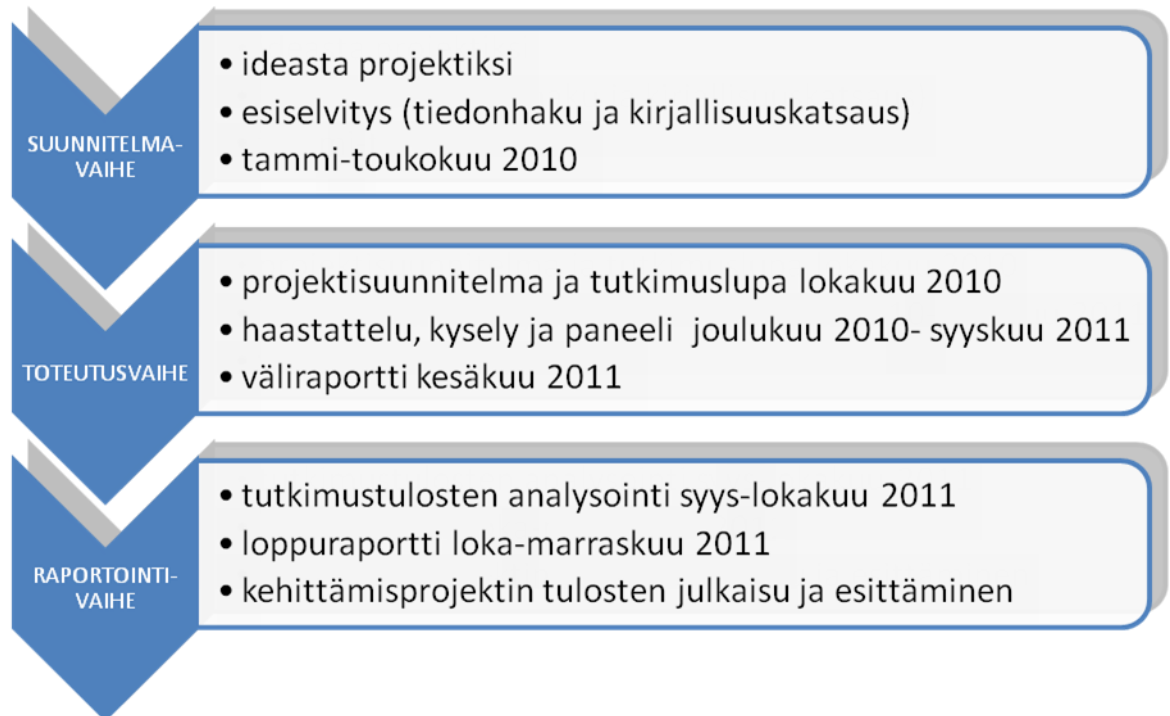 SUUNNITELMA-
VAIHE
• ideasta projektiksi
• esiselvitys (tiedonhaku ja kirjallisuuskatsaus)
• tammi-toukokuu 2010
TOTEUTUSVAIHE
• projektisuunnitelma ja tutkimuslupa lokakuu 2010
• haastattelu, kysely ja paneeli joulukuu 2010- syyskuu 2011
• väliraportti kesäkuu 2011
RAPORTOINTI-
VAIHE
• tutkimustulosten analysointi syys-lokakuu 2011
• loppuraportti loka-marraskuu 2011
• kehittämisprojektin tulosten julkaisu ja esittäminen